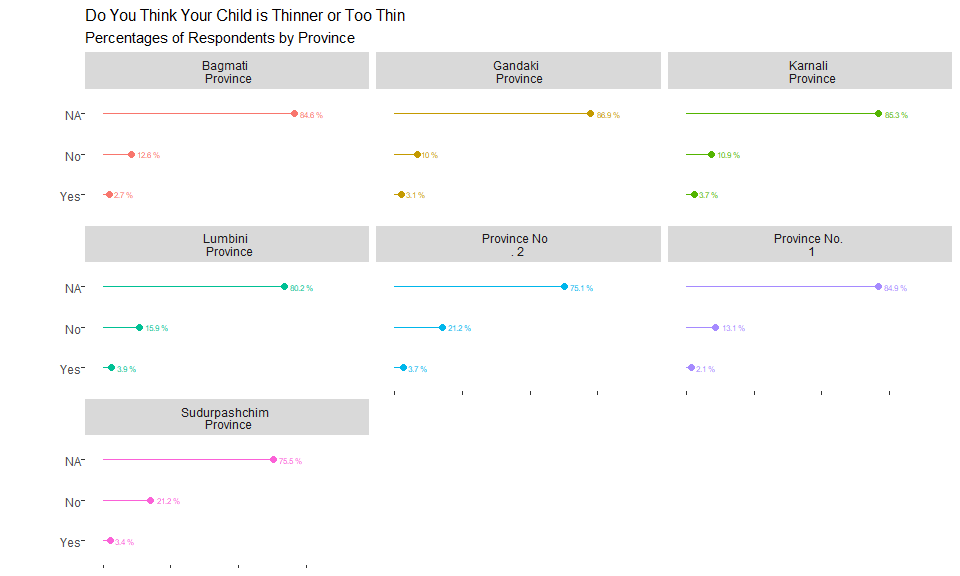 Do You Think Your Child is Thinner or Too Thin
Percentages of Respondents by Province
Bagmati
Province
Gandaki
Province
Karnali
Province
NA
84.6 %
86.9 %
85.3 %
No
12.6 %
10 %
10.9 %
Yes
2.7 %
3.1 %
3.7 %
Lumbini
Province
Province No
. 2
Province No.
1
NA
80.2 %
75.1 %
84.9 %
No
15.9 %
21.2 %
13.1 %
Yes
3.9 %
3.7 %
2.1 %
Sudurpashchim
Province
NA
75.5 %
No
21.2 %
Yes
3.4 %